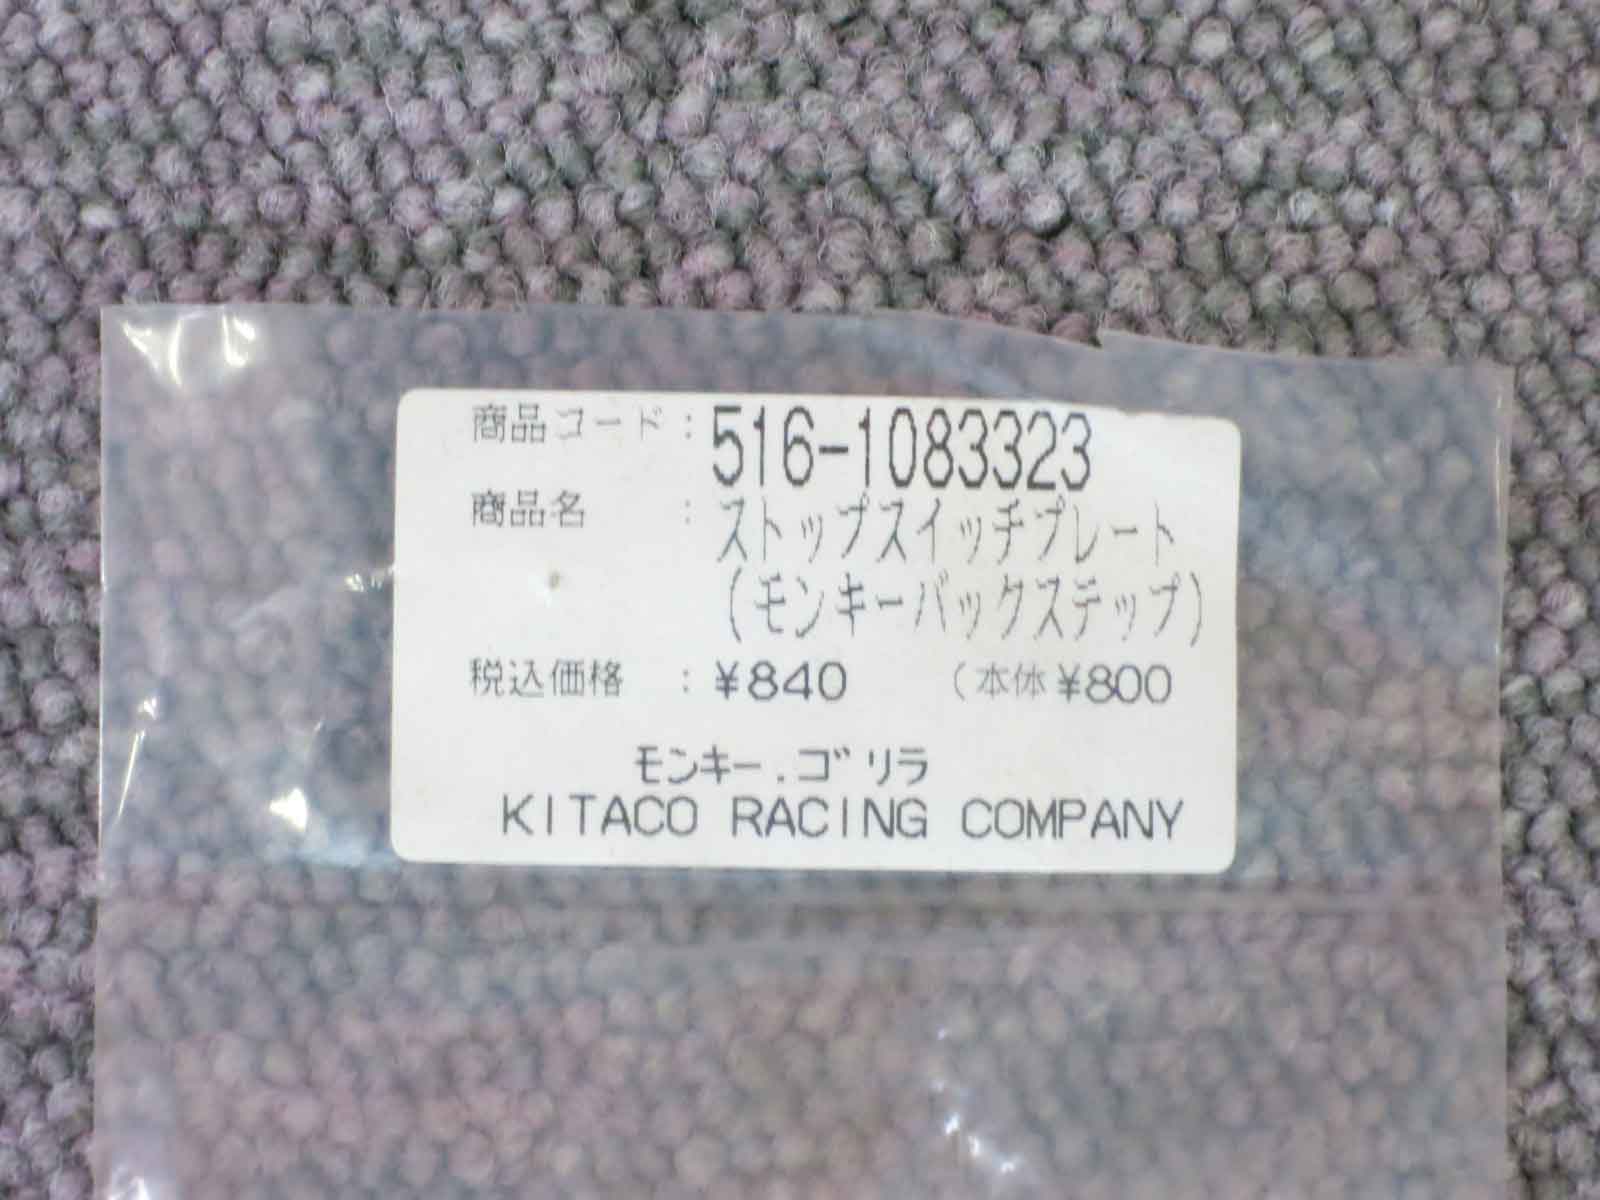 商品コード：516-1083323
商品名　　：ストップスイッチプレート
(モンキーバックステップ)
税込価格　：¥840　　(本体¥800
モンキー.ゴリラ
KITACO RACING COMPANY